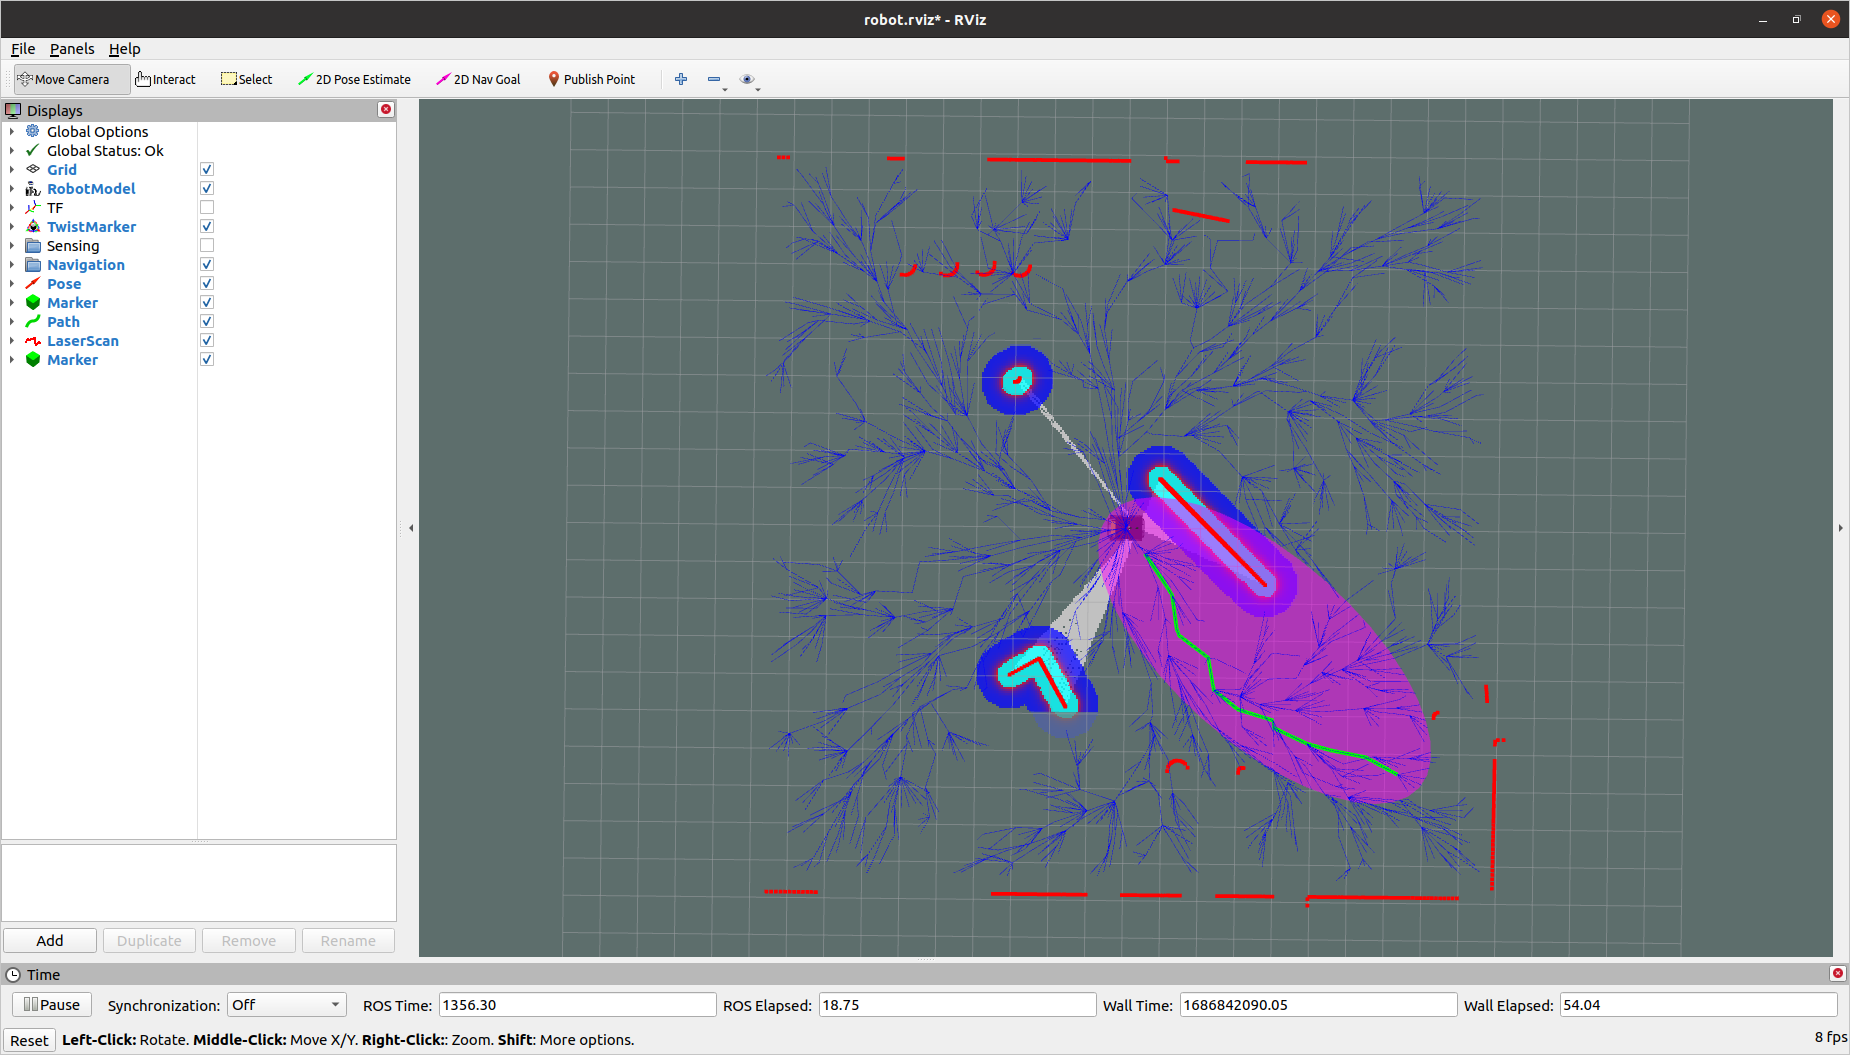 robot.rviz* - RViz
File Panels Help
Move Camera Interact Select 2D Pose Estimate 2D Nav Goal Publish Point
Displays
Global Options
Global Status: Ok
Grid
RobotModel
TF
TwistMarker
Sensing
Navigation
Pose
Marker
Path
LaserScan
Marker
Add Duplicate Remove Rename
Time
Pause Synchronization: Off ROS Time: 1356.30 ROS Elapsed: 18.75 Wall Time: 1686842090.05 Wall Elapsed: 54.04
Reset Left-Click: Rotate. Middle-Click: Move X/Y. Right-Click:: Zoom. Shift: More options. 8 fps